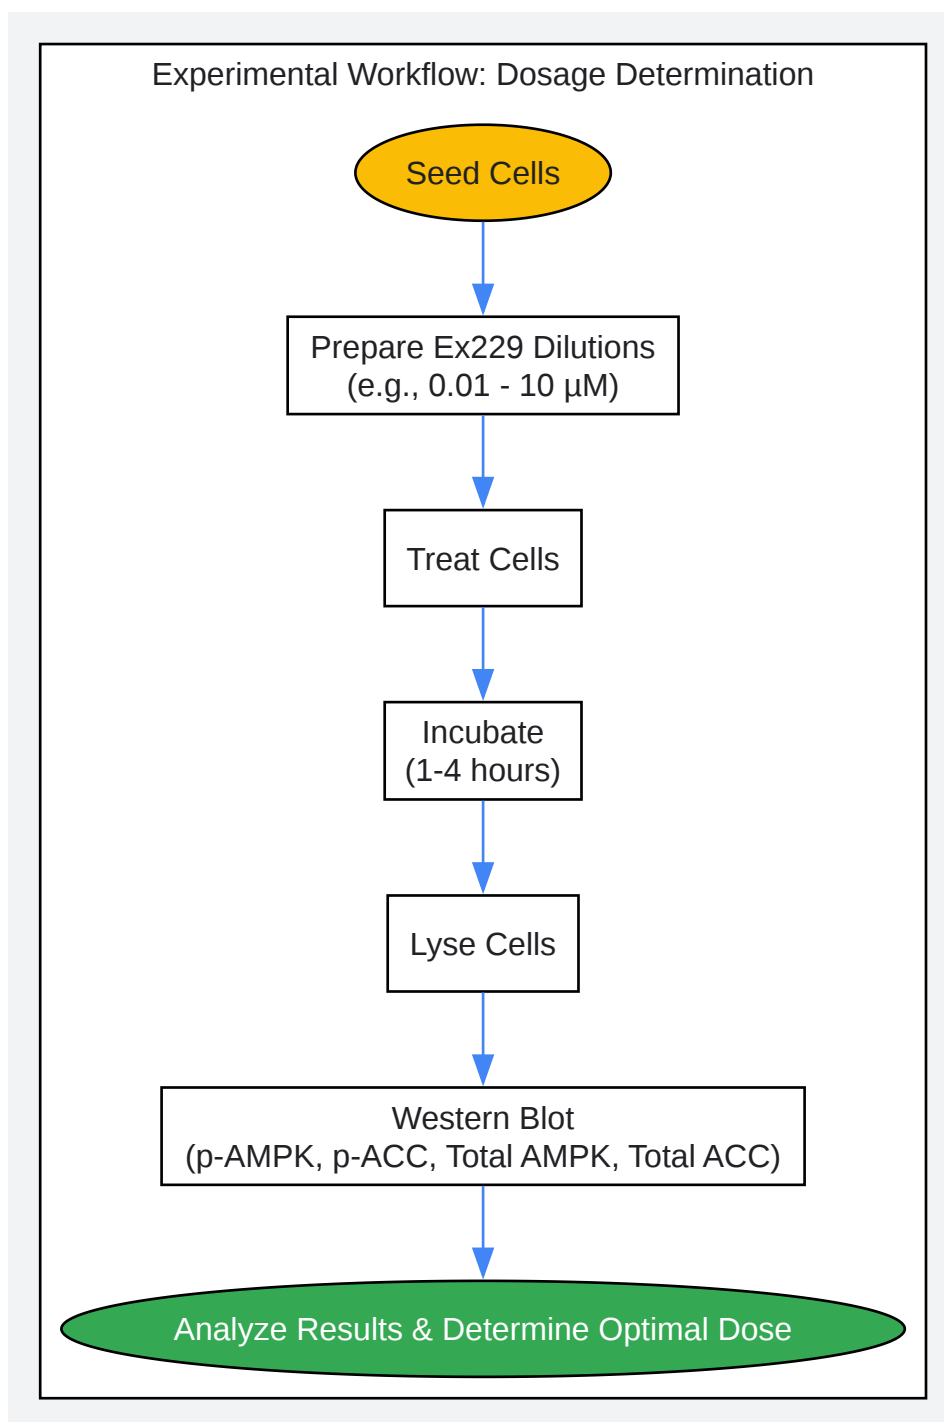 Experimental Workflow: Dosage Determination
Seed Cells
Prepare Ex229 Dilutions
(e.g., 0.01 - 10 µM)
Treat Cells
Incubate
(1-4 hours)
Lyse Cells
Western Blot
(p-AMPK, p-ACC, Total AMPK, Total ACC)
Analyze Results & Determine Optimal Dose